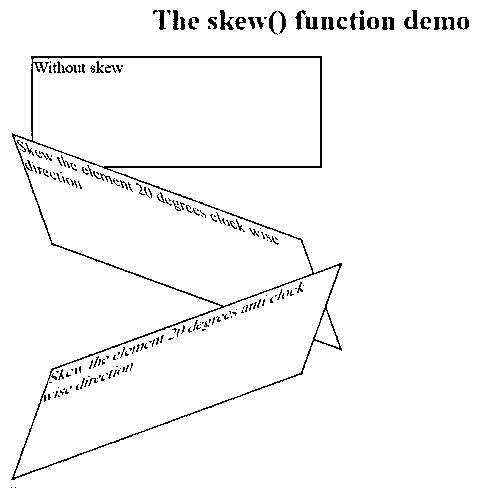 The skew() function demo
Without skew
Skew the element 20 degrees clock wise
direction
Skew the element 20 degrees anti clock
wise direction